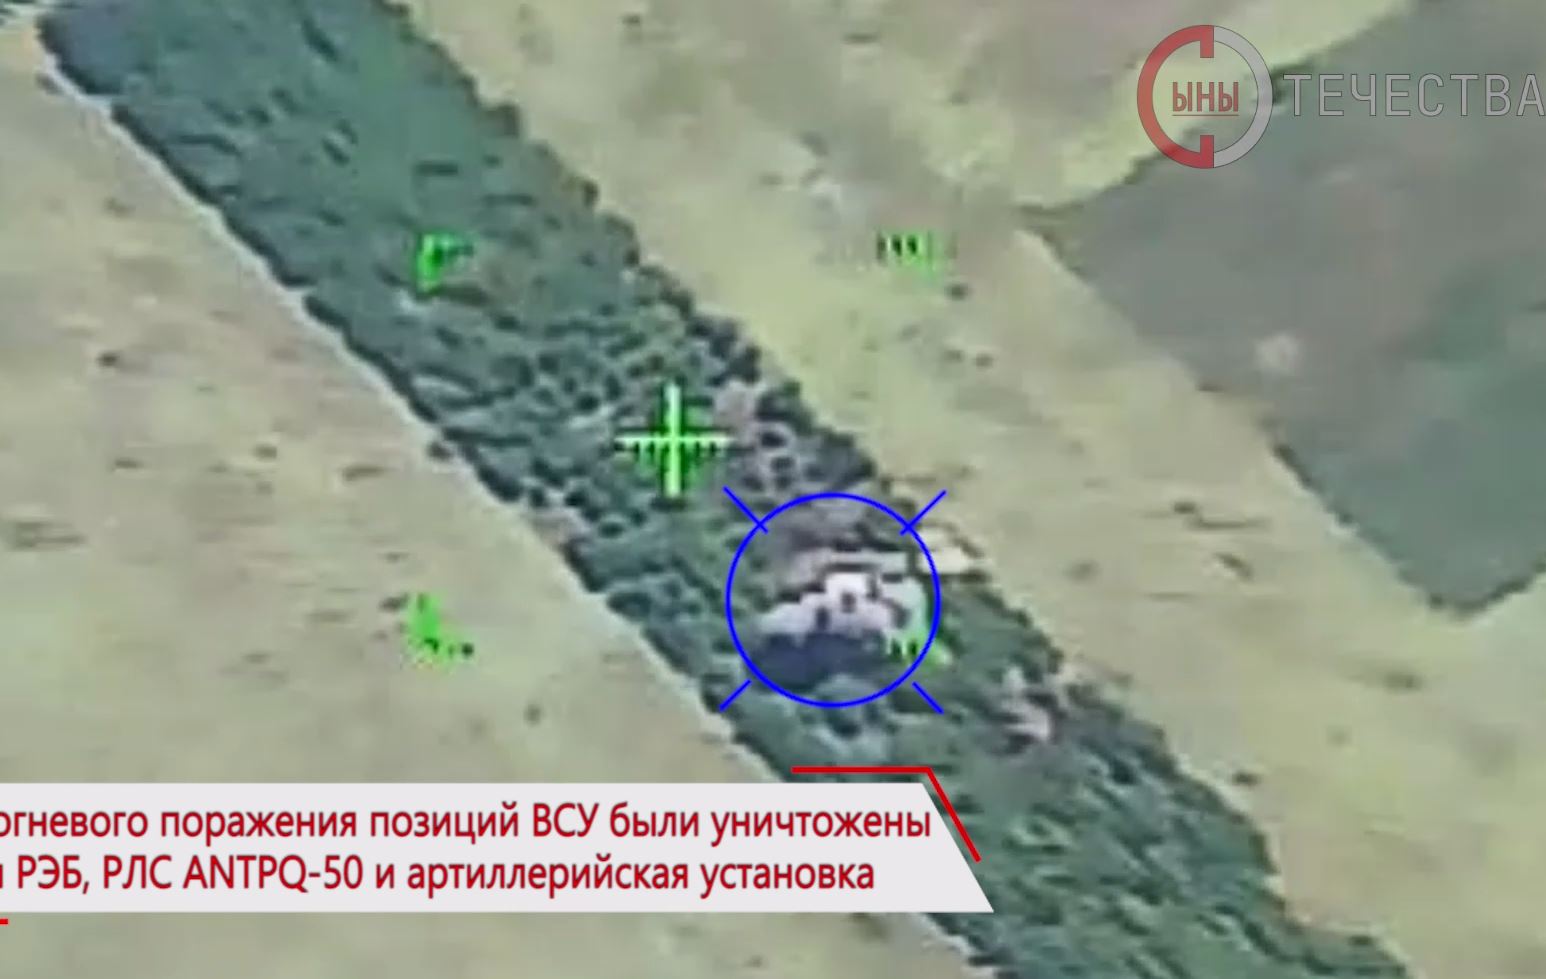 ЫНЫ ТЕЧЕСТВА
огневого поражения позиций ВСУ были уничтожены
РЭБ, РЛС ANTPQ-50 и артиллерийская установка